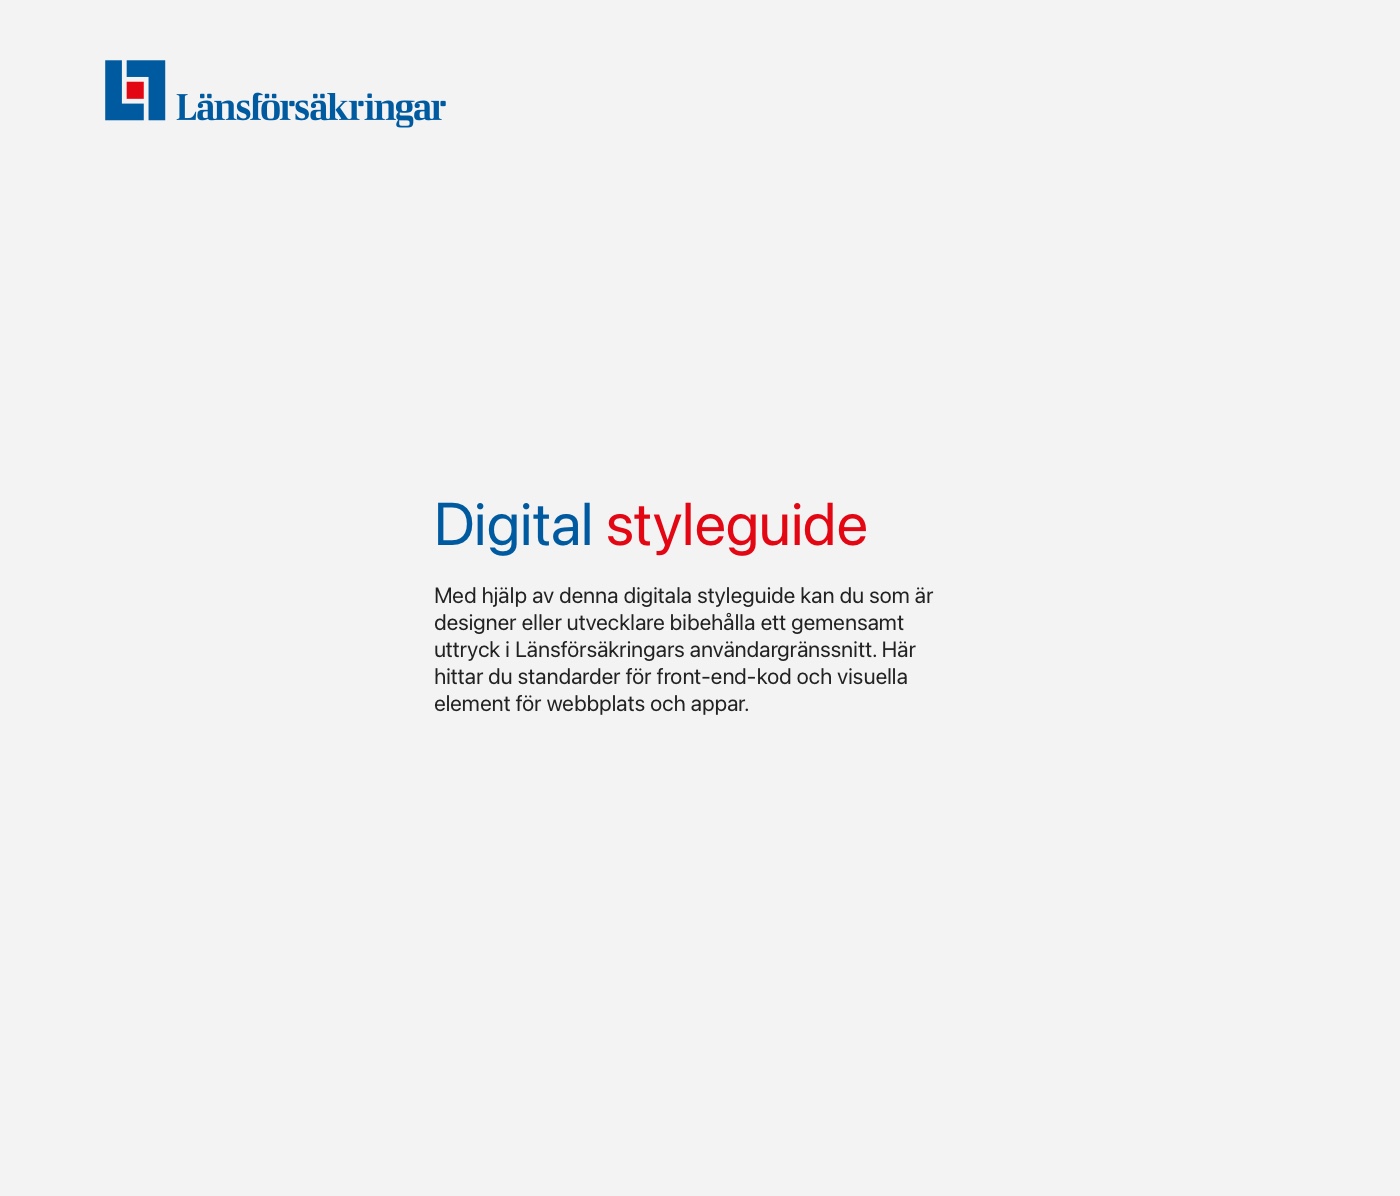 Länsförsäkringar
Digital styleguide
Med hjälp av denna digitala styleguide kan du som är
designer eller utvecklare bibehålla ett gemensamt
uttryck i Länsförsäkringars användargränssnitt. Här
hittar du standarder för front-end-kod och visuella
element för webbplats och appar.